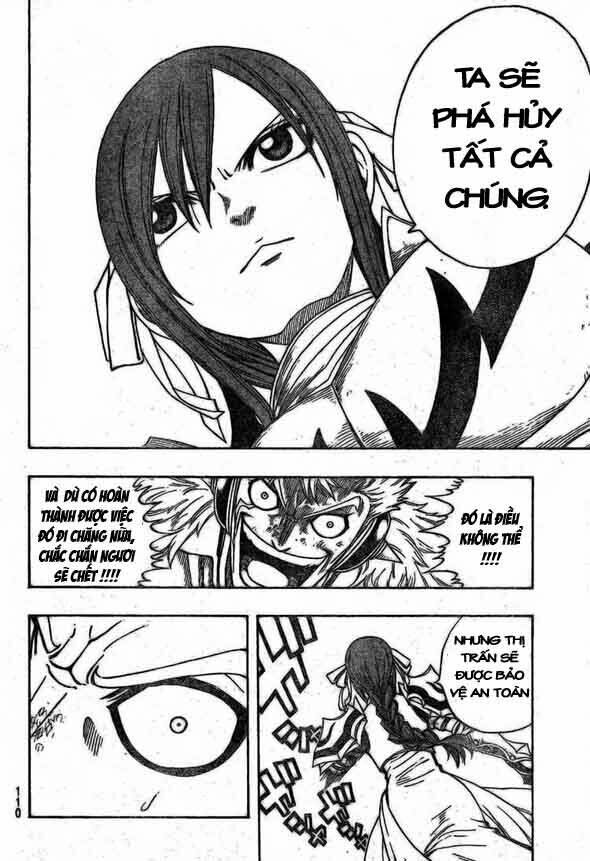 TA SẼ
PHÁ HỦY
TẤT CẢ
CHÚNG.
ĐÓ LÀ ĐIỀU
KHÔNG THỂ
!!!!
VÀ DÙ CÓ HOÀN
THÀNH ĐƯỢC VIỆC
ĐÓ ĐI CHĂNG NỮA,
CHẮC CHẮN NGƯƠI
SẼ CHẾT !!!!
NHƯNG THỊ
TRẤN SẼ
ĐƯỢC BẢO
VỆ AN TOÀN
110